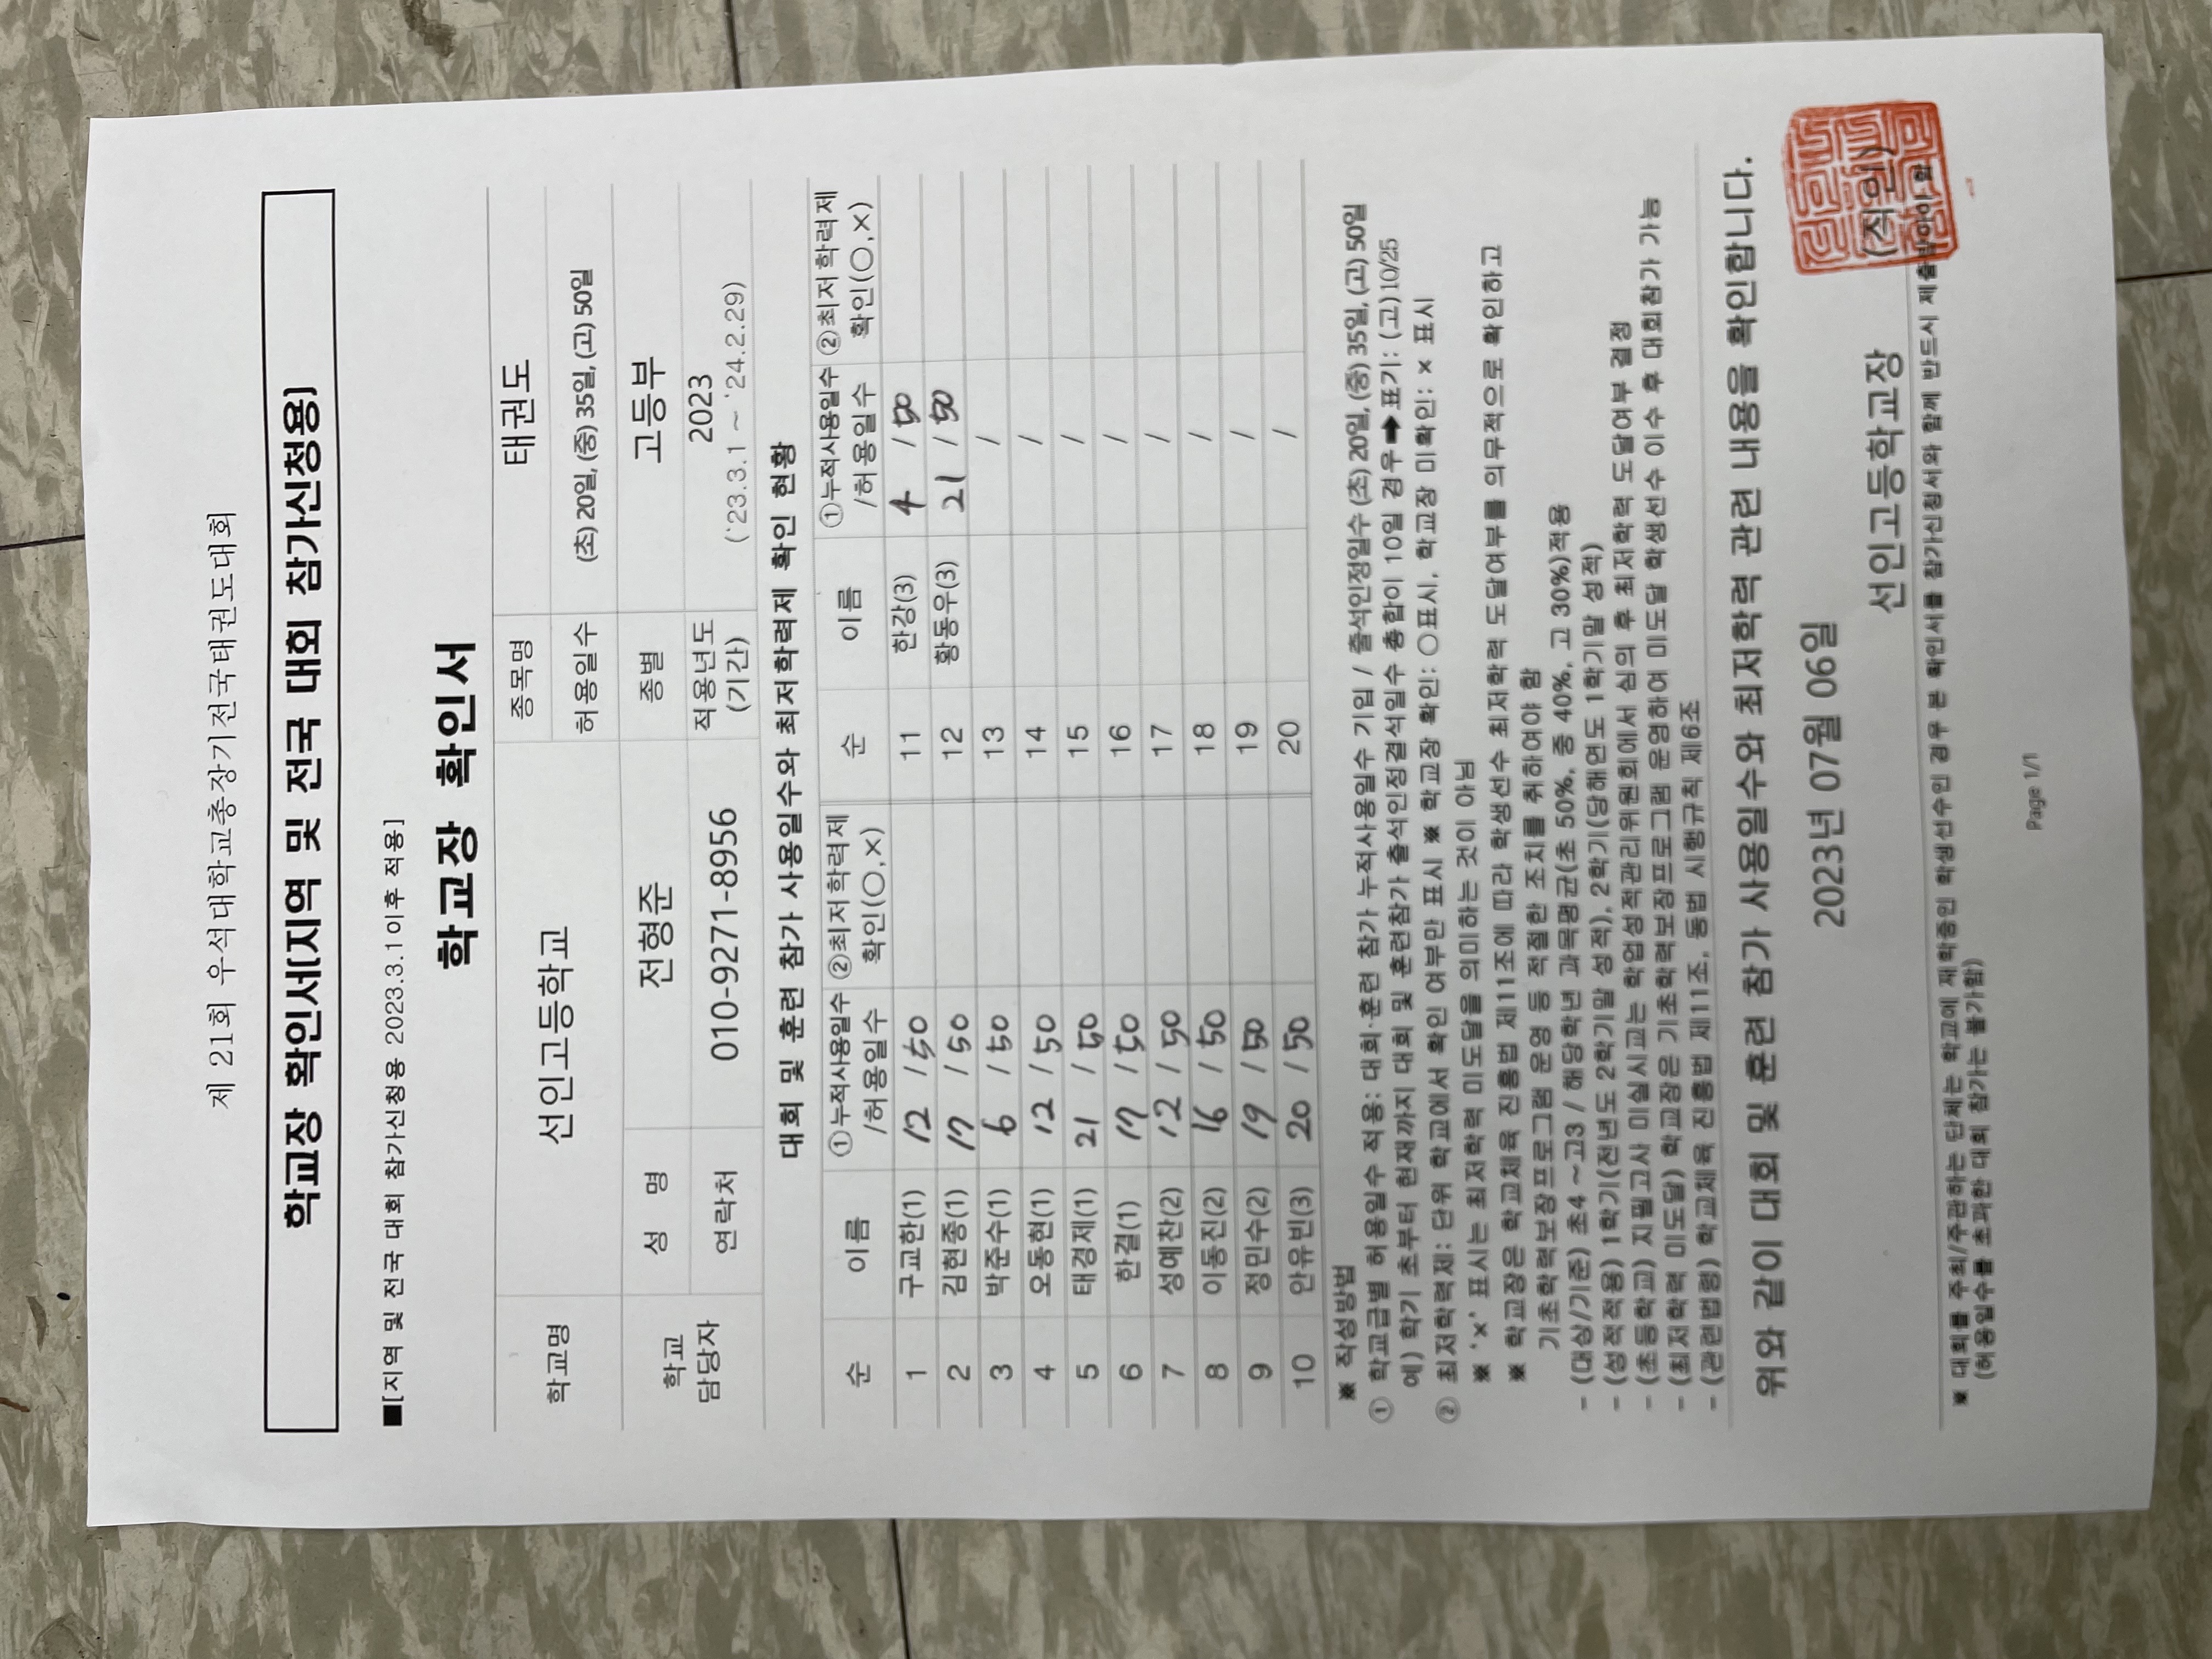 제 21회 우석대학교총장기전국태권도대회
학교장 확인서[지역 및 전국 대회 참가신청용]
■[지역 및 전국 대회 참가신청용 2023.3.1이후 적용]
학교장 확인서
학교명 선인고등학교 종목명 태권도
허용일수 (초) 20일, (중) 35일, (고) 50일
학교 담당자 성 명 전형준 종별 고등부
연락처 010-9271-8956 적용년도 (기간) 2023 ('23.3.1 ~ '24.2.29)
대회 및 훈련 참가 사용일수와 최저학력제 확인 현황
순 이름 ①누적사용일수 /허용일수 ②최저학력제 확인(○,×) 순 이름 ①누적사용일수 /허용일수 ②최저학력제 확인(○,×)
1 구교한(1) 12 / 50 11 한강(3) 4 / 50
2 김현종(1) 17 / 50 12 황동우(3) 21 / 50
3 박준수(1) 6 / 50 13 /
4 오동현(1) 12 / 50 14 /
5 태경제(1) 21 / 50 15 /
6 한결(1) 17 / 50 16 /
7 성예찬(2) 12 / 50 17 /
8 이동진(2) 16 / 50 18 /
9 정민수(2) 19 / 50 19 /
10 안유빈(3) 20 / 50 20 /
※ 작성방법
① 학교급별 허용일수 적용: 대회·훈련 참가 누적사용일수 기입 / 출석인정일수 (초) 20일, (중) 35일, (고) 50일
예) 학기 초부터 현재까지 대회 및 훈련참가 출석인정결석일수 총합이 10일 경우➡표기: (고)10/25
② 최저학력제: 단위 학교에서 확인 여부만 표시 ※ 학교장 확인: ○표시, 학교장 미확인: × 표시
※ '×' 표시는 최저학력 미도달을 의미하는 것이 아님
※ 학교장은 학교체육 진흥법 제11조에 따라 학생선수 최저학력 도달여부를 의무적으로 확인하고
기초학력보장프로그램 운영 등 적절한 조치를 취하여야 함
- (대상/기준) 초4 ~고3 / 해당학년 과목평균(초 50%, 중 40%, 고 30%)적용
- (성적적용) 1학기(전년도 2학기말 성적), 2학기(당해연도 1학기말 성적)
- (초등학교) 지필고사 미실시교는 학업성적관리위원회에서 심의 후 최저학력 도달여부 결정
- (최저학력 미도달) 학교장은 기초학력보장프로그램 운영하여 미도달 학생선수 이수 후 대회참가 가능
- (관련법령) 학교체육 진흥법 제11조, 동법 시행규칙 제6조
위와 같이 대회 및 훈련 참가 사용일수와 최저학력 관련 내용을 확인합니다.
2023년 07월 06일
선인고등학교장 (직인)
※ 대회를 주최/주관하는 단체는 학교에 재학중인 학생선수인 경우 본 확인서를 참가신청서와 함께 반드시 제출하여야 함
(허용일수를 초과한 대회 참가는 불가함)
Page 1/1